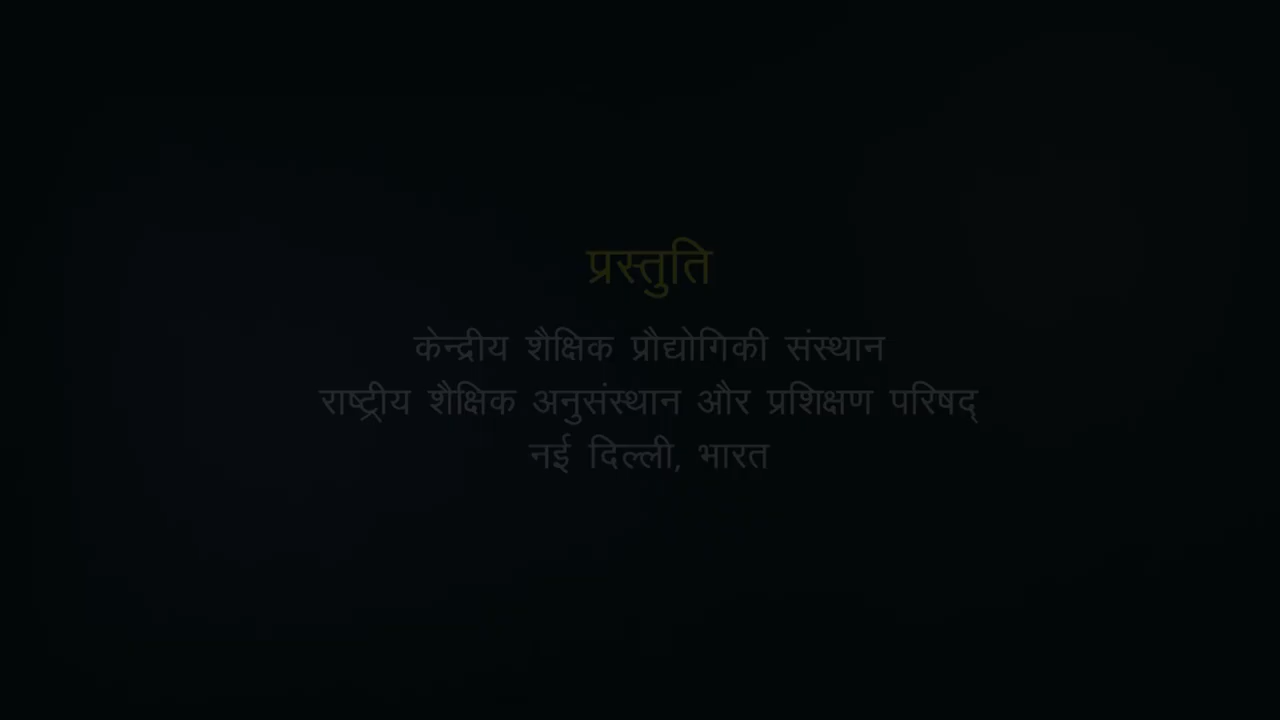 प्रस्तुति
केन्द्रीय शैक्षिक प्रौद्योगिकी संस्थान
राष्ट्रीय शैक्षिक अनुसंस्थान और प्रशिक्षण परिषद्
नई दिल्ली, भारत